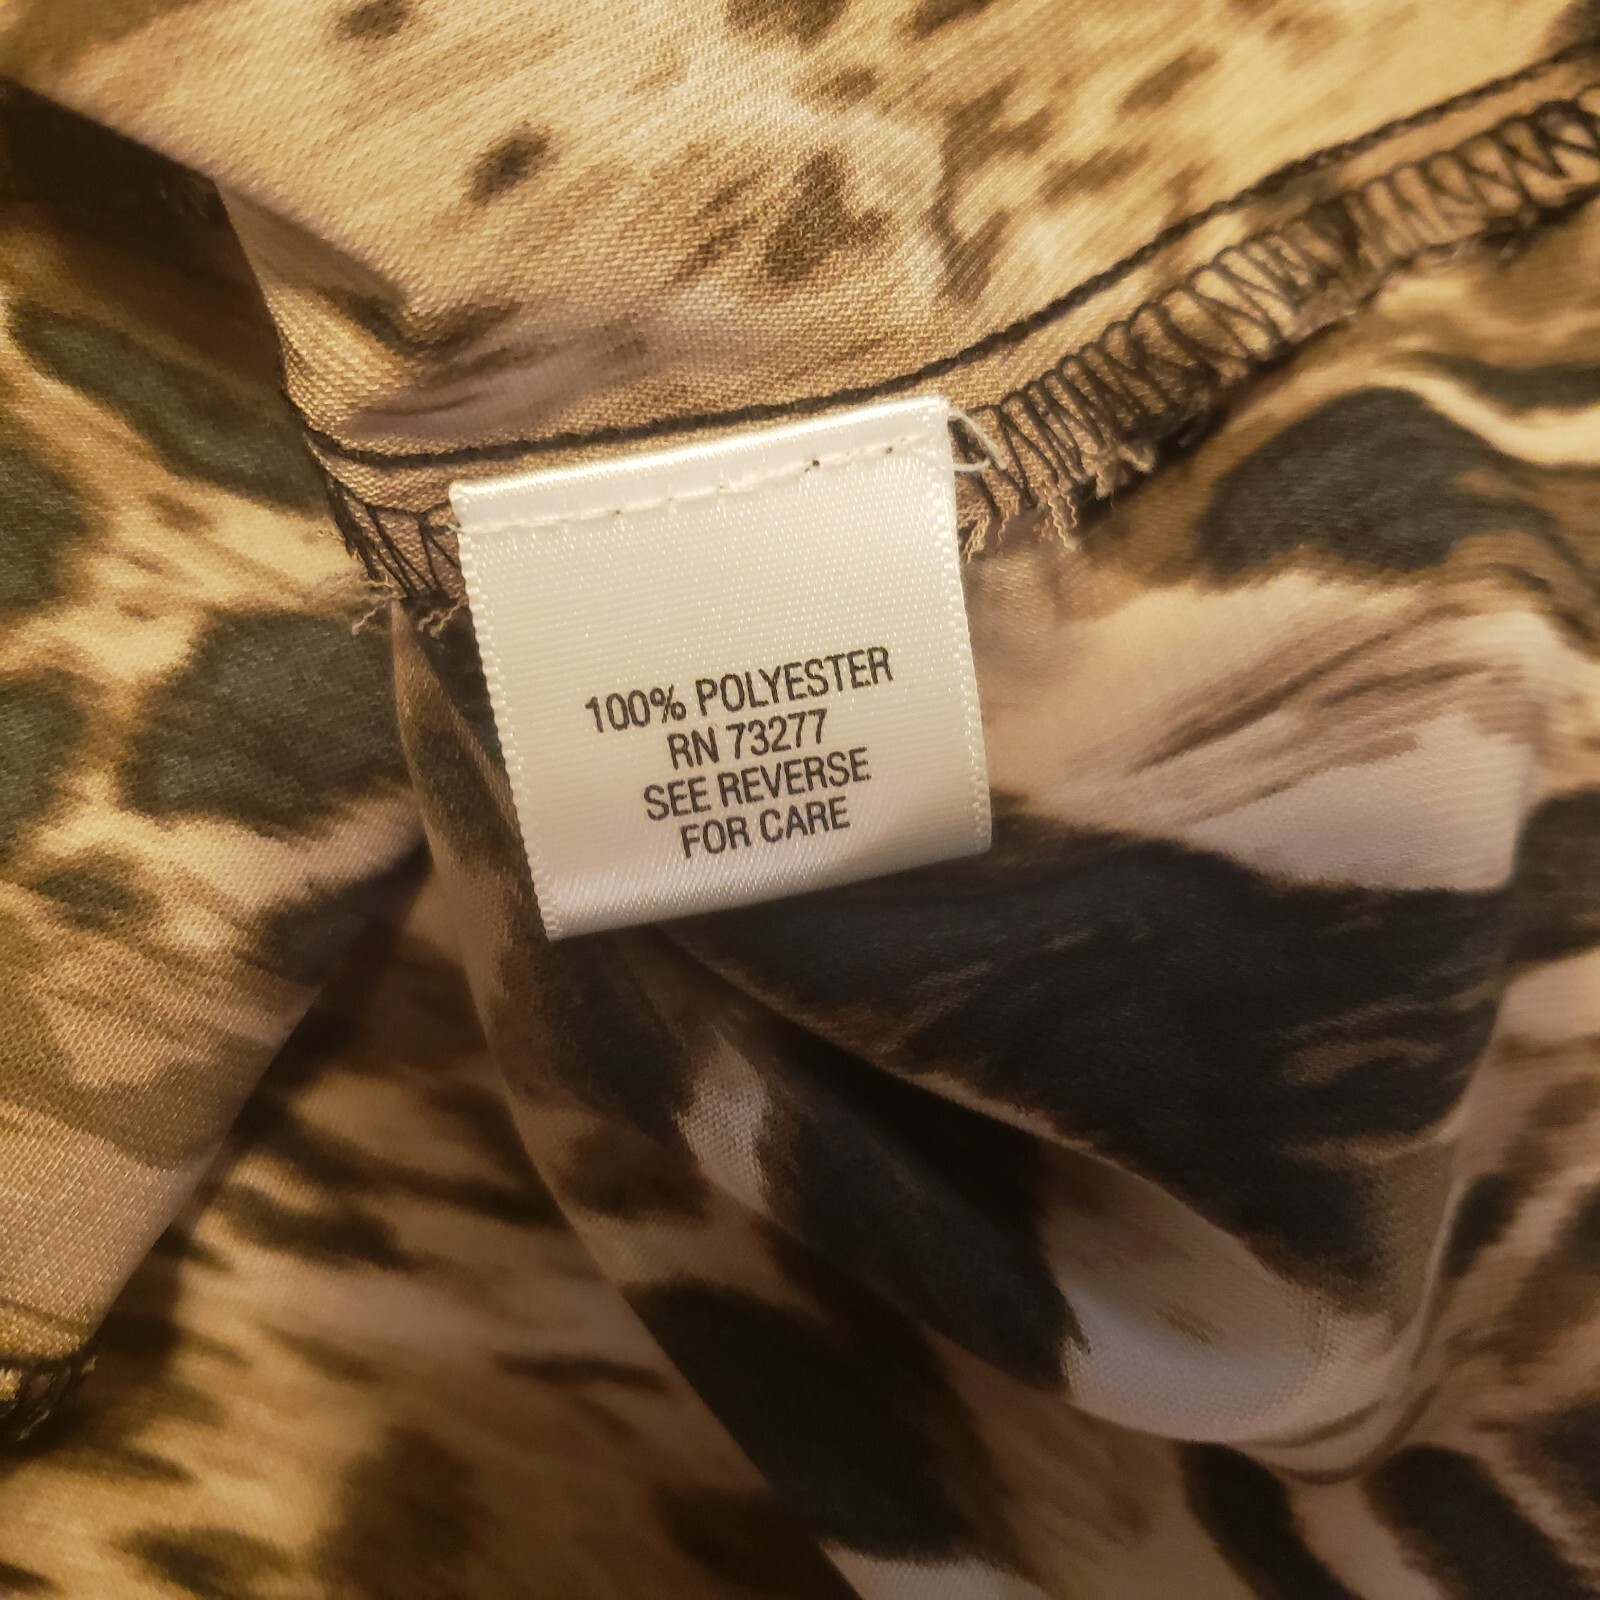 100% POLYESTER
RN 73277
SEE REVERSE
FOR CARE